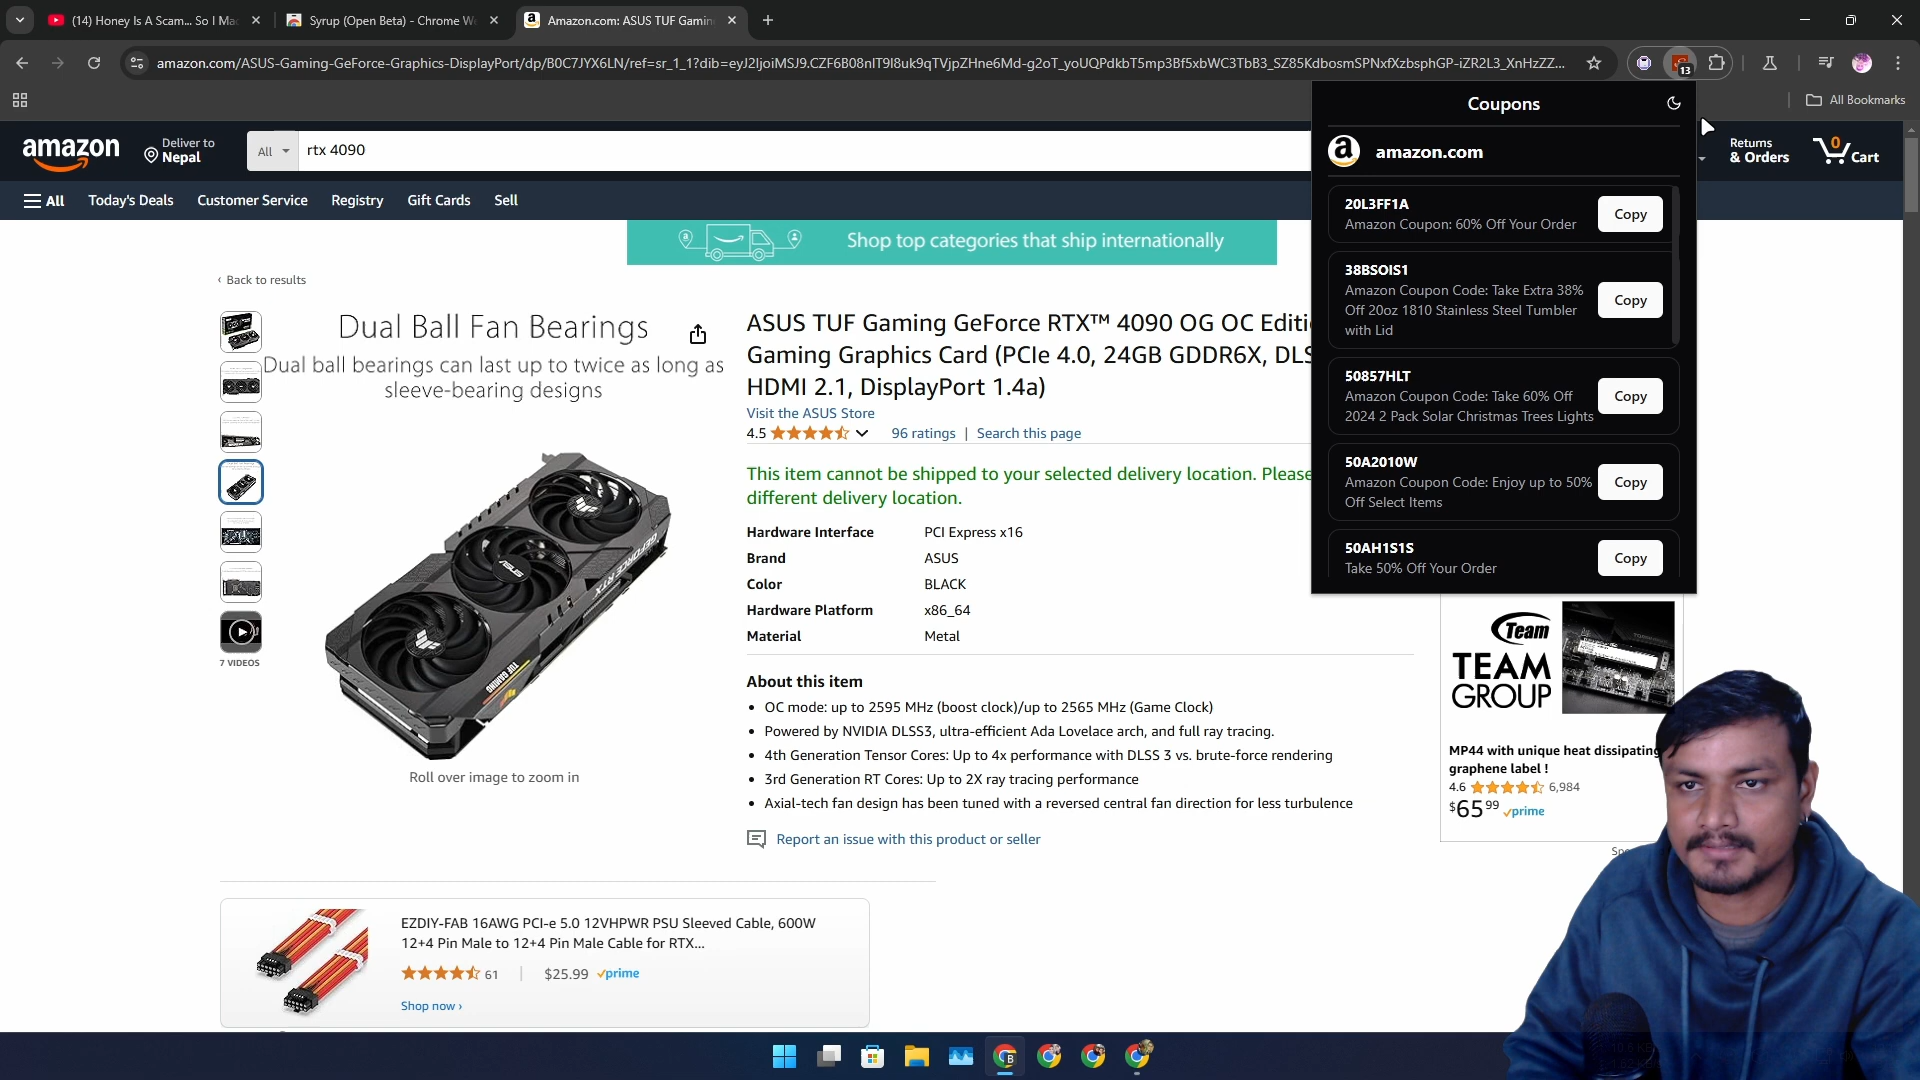 (14) Honey Is A Scam... So I Ma
Syrup (Open Beta) - Chrome We
Amazon.com: ASUS TUF Gamin
amazon.com/ASUS-Gaming-GeForce-Graphics-DisplayPort/dp/B0C7JYX6LN/ref=sr_1_1?dib=eyJ2IjoiMSJ9.CZF6B08nIT9I8uk9qTVjpZHne6Md-g2oT_yoUQPdkbT5mp3Bf5xbWC3TbB3_SZ85KdbosmSPNxfXzbsphGP-iZR2L3_XnHzZZ...
13
All Bookmarks
Coupons
amazon
Deliver to
Nepal
All
rtx 4090
amazon.com
Returns
& Orders
0
Cart
All
Today's Deals
Customer Service
Registry
Gift Cards
Sell
20L3FF1A
Amazon Coupon: 60% Off Your Order
Copy
38BSOIS1
Amazon Coupon Code: Take Extra 38%
Off 20oz 1810 Stainless Steel Tumbler
with Lid
Copy
50857HLT
Amazon Coupon Code: Take 60% Off
2024 2 Pack Solar Christmas Trees Lights
Copy
50A2010W
Amazon Coupon Code: Enjoy up to 50%
Off Select Items
Copy
50AH1S1S
Take 50% Off Your Order
Copy
Shop top categories that ship internationally
‹ Back to results
Dual Ball Fan Bearings
Dual ball bearings can last up to twice as long as
sleeve-bearing designs
ASUS
GEFORCE RTX
TUF GAMING
Roll over image to zoom in
7 VIDEOS
ASUS TUF Gaming GeForce RTX™ 4090 OG OC Editi
Gaming Graphics Card (PCIe 4.0, 24GB GDDR6X, DLS
HDMI 2.1, DisplayPort 1.4a)
Visit the ASUS Store
4.5
96 ratings | Search this page
This item cannot be shipped to your selected delivery location. Please
different delivery location.
Hardware Interface PCI Express x16
Brand ASUS
Color BLACK
Hardware Platform x86_64
Material Metal
About this item
• OC mode: up to 2595 MHz (boost clock)/up to 2565 MHz (Game Clock)
• Powered by NVIDIA DLSS3, ultra-efficient Ada Lovelace arch, and full ray tracing.
• 4th Generation Tensor Cores: Up to 4x performance with DLSS 3 vs. brute-force rendering
• 3rd Generation RT Cores: Up to 2X ray tracing performance
• Axial-tech fan design has been tuned with a reversed central fan direction for less turbulence
Report an issue with this product or seller
Team
TEAM
GROUP
MP44 with unique heat dissipating
graphene label !
4.6 6,984
$65.99 prime
EZDIY-FAB 16AWG PCI-e 5.0 12VHPWR PSU Sleeved Cable, 600W
12+4 Pin Male to 12+4 Pin Male Cable for RTX...
61 | $25.99 prime
Shop now ›